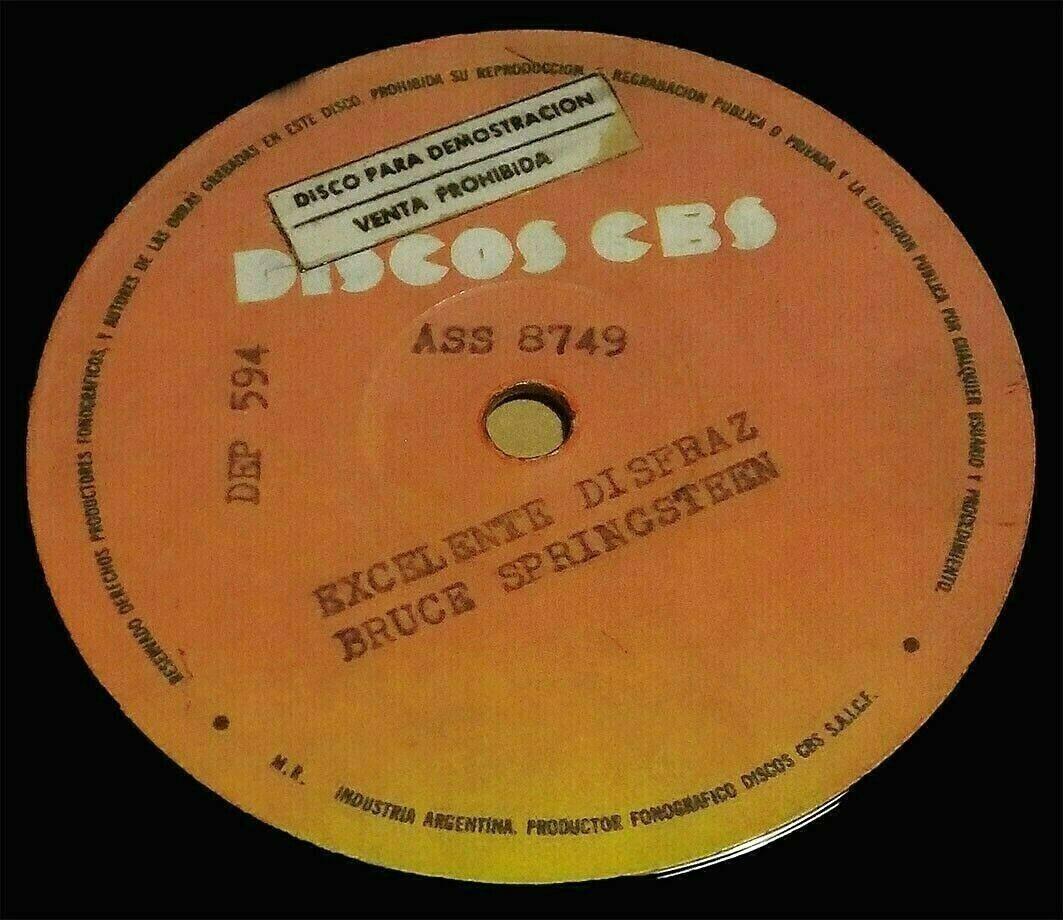 RESERVADO DERECHOS PRODUCTORES FONOGRAFICOS, Y AUTORES DE LAS OBRAS GRABADAS EN ESTE DISCO. PROHIBIDA SU REPRODUCCION - REGRABACION PUBLICA O PRIVADA Y LA EJECUCION PUBLICA POR CUALQUIER USUARIO Y PROSEDIMIENTO.
DISCO PARA DEMOSTRACION
VENTA PROHIBIDA
DISCOS CBS
ASS 8749
DEP 594
EXCELENTE DISFRAZ
BRUCE SPRINGSTEEN
M.R. INDUSTRIA ARGENTINA. PRODUCTOR FONOGRAFICO DISCOS CBS S.A.I.C.F.